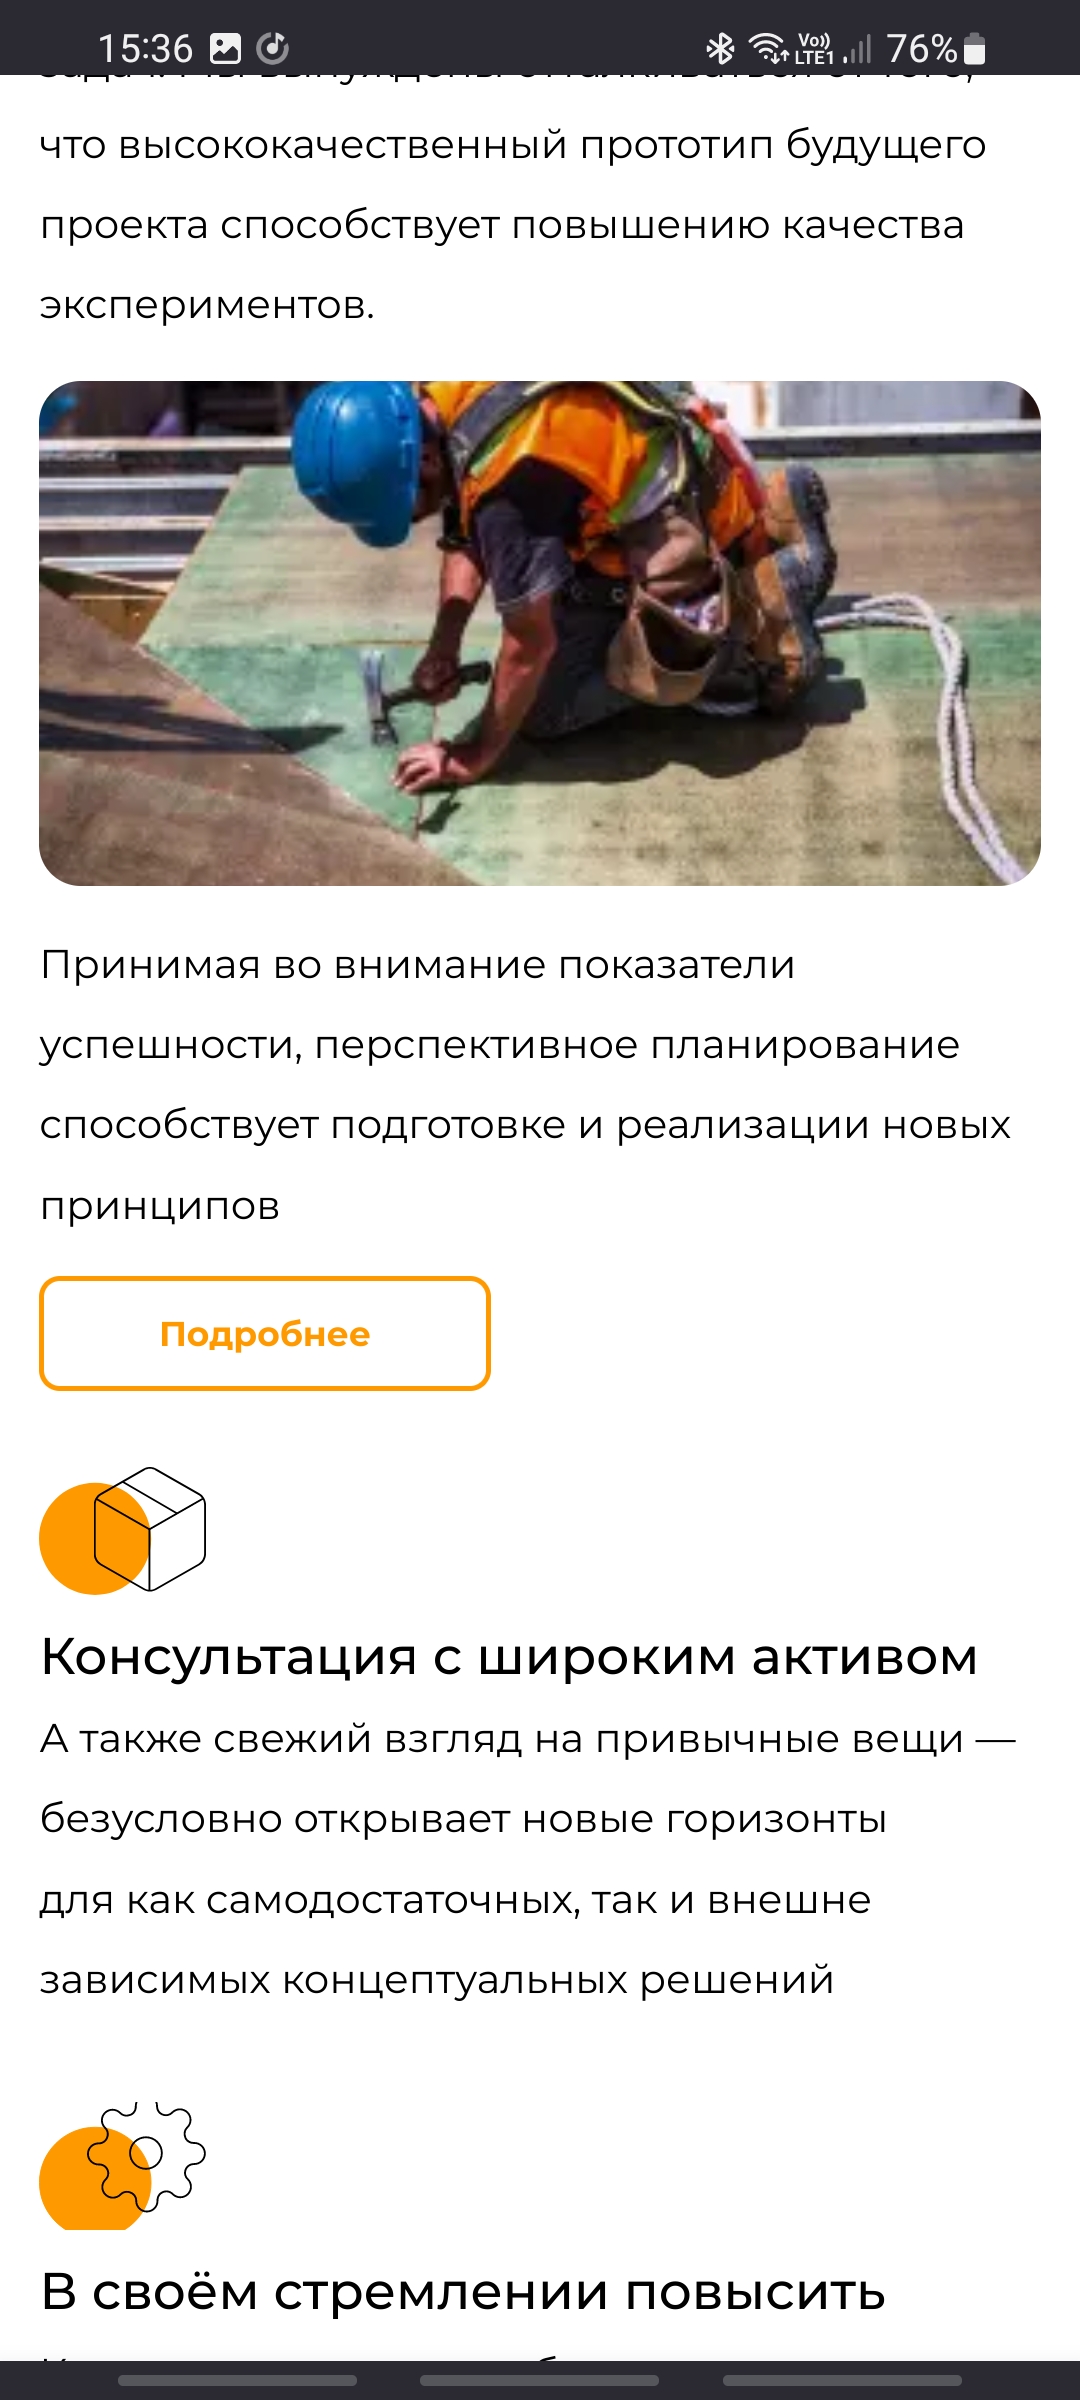 15:36
Vo)) LTE1 76%
что высококачественный прототип будущего
проекта способствует повышению качества
экспериментов.
Принимая во внимание показатели
успешности, перспективное планирование
способствует подготовке и реализации новых
принципов
Подробнее
Консультация с широким активом
А также свежий взгляд на привычные вещи —
безусловно открывает новые горизонты
для как самодостаточных, так и внешне
зависимых концептуальных решений
В своём стремлении повысить